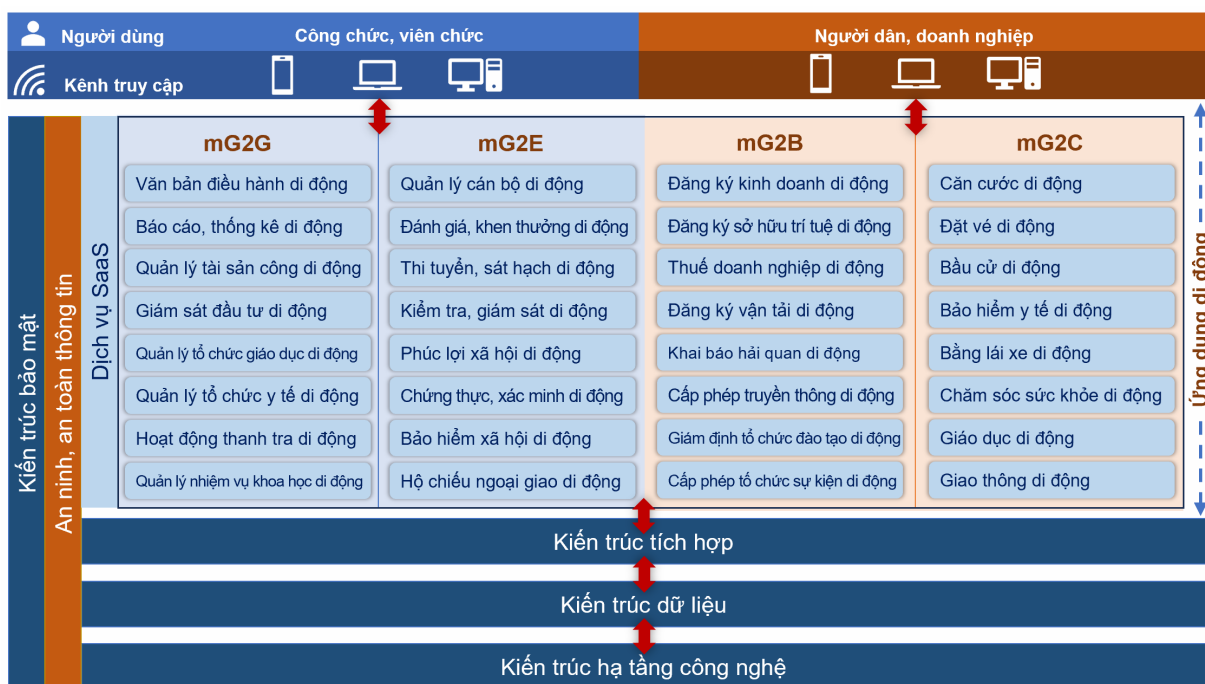 Người dùng
Công chức, viên chức
Người dân, doanh nghiệp
Kênh truy cập
Kiến trúc bảo mật
An ninh, an toàn thông tin
Dịch vụ SaaS
mG2G
Văn bản điều hành di động
Báo cáo, thống kê di động
Quản lý tài sản công di động
Giám sát đầu tư di động
Quản lý tổ chức giáo dục di động
Quản lý tổ chức y tế di động
Hoạt động thanh tra di động
Quản lý nhiệm vụ khoa học di động
mG2E
Quản lý cán bộ di động
Đánh giá, khen thưởng di động
Thi tuyển, sát hạch di động
Kiểm tra, giám sát di động
Phúc lợi xã hội di động
Chứng thực, xác minh di động
Bảo hiểm xã hội di động
Hộ chiếu ngoại giao di động
mG2B
Đăng ký kinh doanh di động
Đăng ký sở hữu trí tuệ di động
Thuế doanh nghiệp di động
Đăng ký vận tải di động
Khai báo hải quan di động
Cấp phép truyền thông di động
Giám định tổ chức đào tạo di động
Cấp phép tổ chức sự kiện di động
mG2C
Căn cước di động
Đặt vé di động
Bầu cử di động
Bảo hiểm y tế di động
Bằng lái xe di động
Chăm sóc sức khỏe di động
Giáo dục di động
Giao thông di động
Ứng dụng di động
Kiến trúc tích hợp
Kiến trúc dữ liệu
Kiến trúc hạ tầng công nghệ